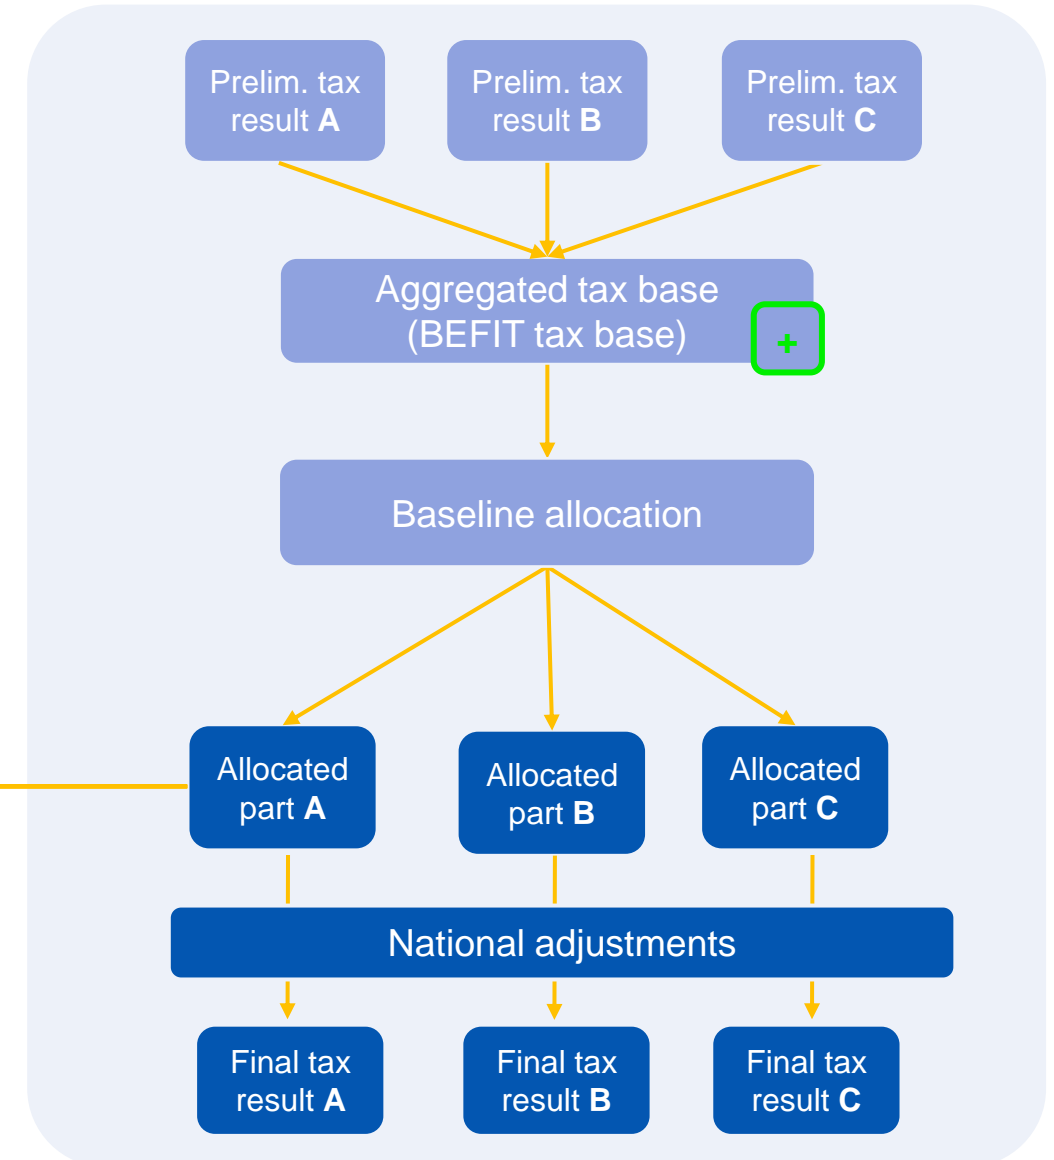 Prelim. tax
result A
Prelim. tax
result B
Prelim. tax
result C
Aggregated tax base
(BEFIT tax base)
+
Baseline allocation
Allocated
part A
Allocated
part B
Allocated
part C
National adjustments
Final tax
result A
Final tax
result B
Final tax
result C